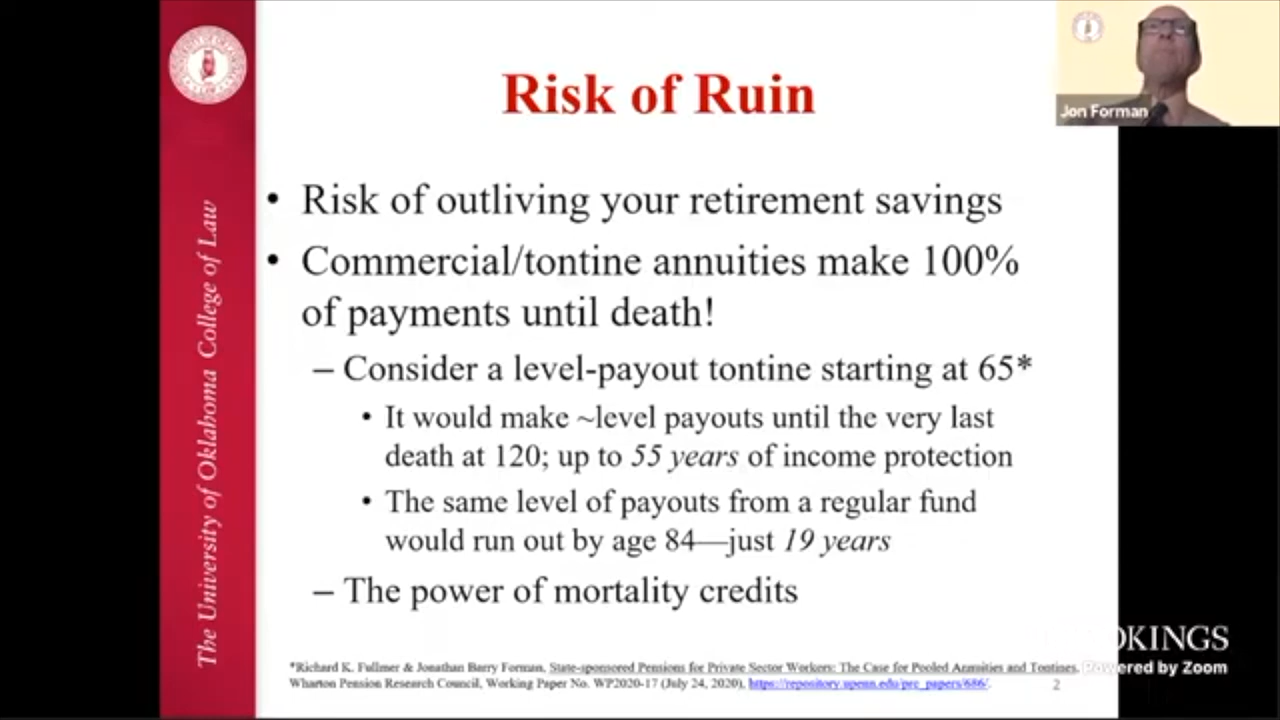 Risk of Ruin
Jon Forman
• Risk of outliving your retirement savings
• Commercial/tontine annuities make 100%
of payments until death!
– Consider a level-payout tontine starting at 65*
• It would make ~level payouts until the very last
death at 120; up to 55 years of income protection
• The same level of payouts from a regular fund
would run out by age 84—just 19 years
– The power of mortality credits
*Richard K. Fullmer & Jonathan Barry Forman, State-sponsored Pensions for Private Sector Workers: The Case for Pooled Annuities and Tontines,
Wharton Pension Research Council, Working Paper No. WP2020-17 (July 24, 2020), https://repository.upenn.edu/prc_papers/686/.
2
The University of Oklahoma College of Law
OKINGS
Powered by Zoom